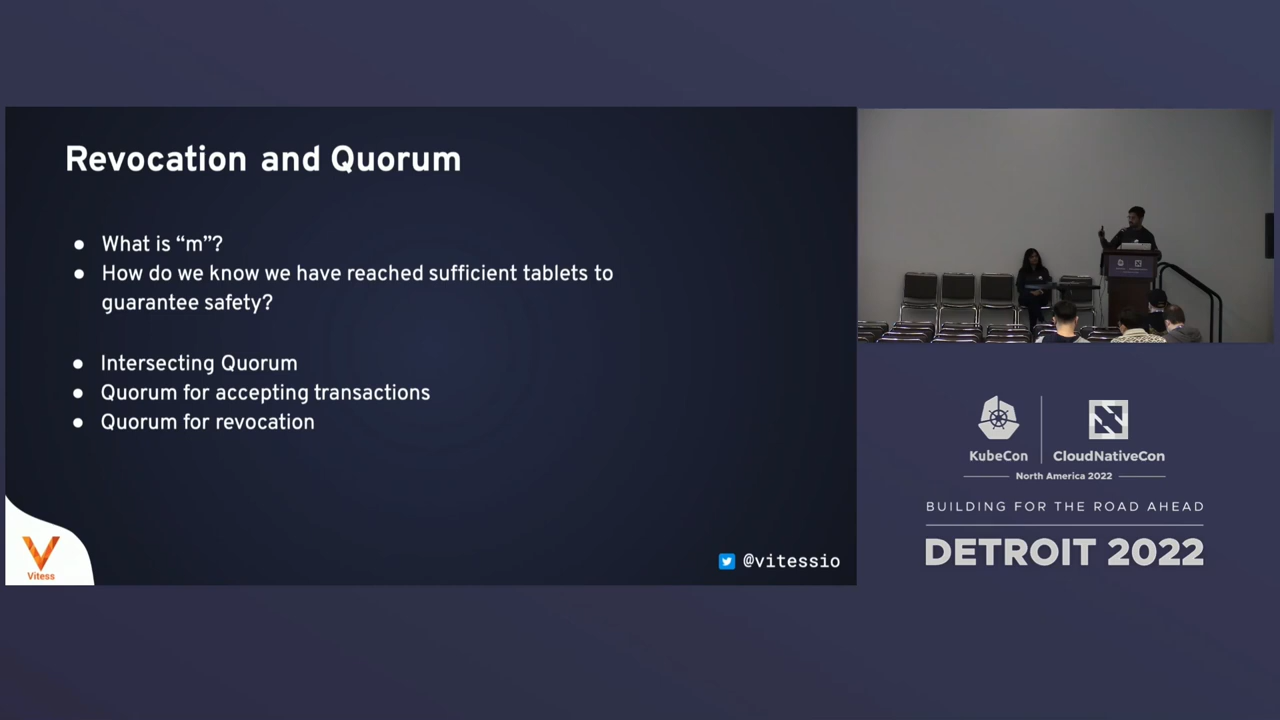 Revocation and Quorum
● What is “m”?
● How do we know we have reached sufficient tablets to
guarantee safety?
● Intersecting Quorum
● Quorum for accepting transactions
● Quorum for revocation
Vitess
@vitessio
KubeCon
CloudNativeCon
North America 2022
BUILDING FOR THE ROAD AHEAD
DETROIT 2022